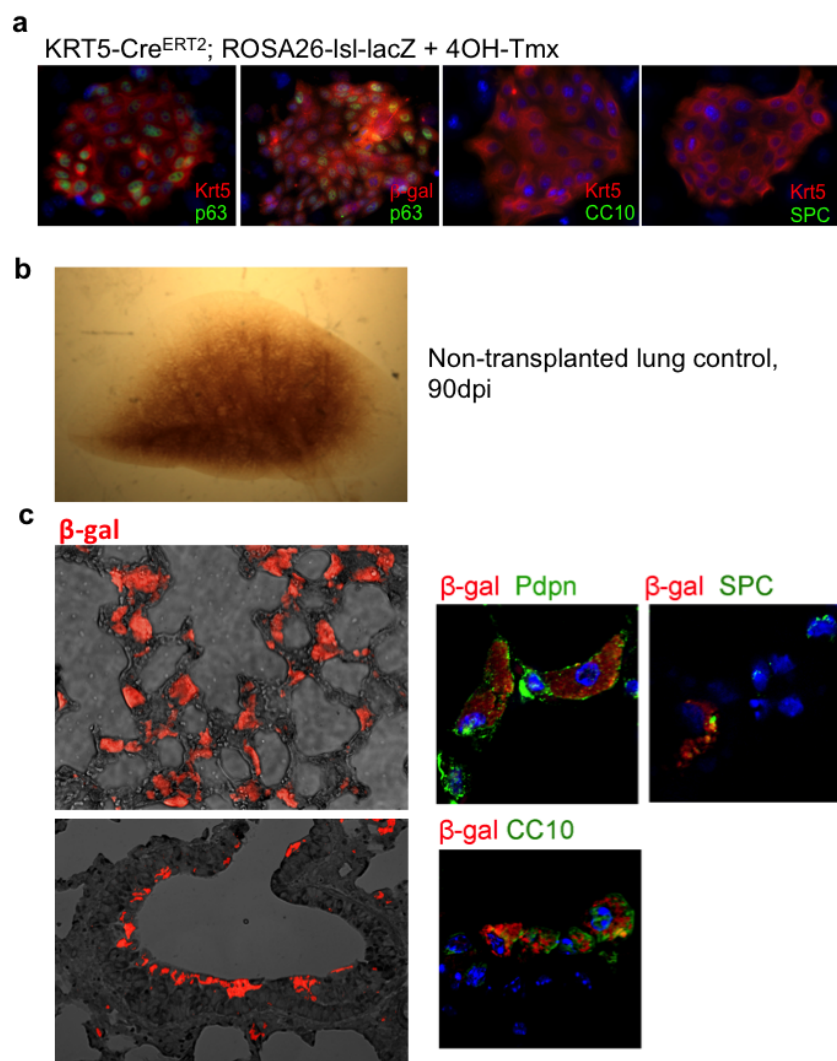 a
KRT5-CreERT2; ROSA26-lsl-lacZ + 4OH-Tmx
Krt5
p63
β-gal
p63
Krt5
CC10
Krt5
SPC
b
Non-transplanted lung control,
90dpi
c
β-gal
β-gal Pdpn
β-gal SPC
β-gal CC10